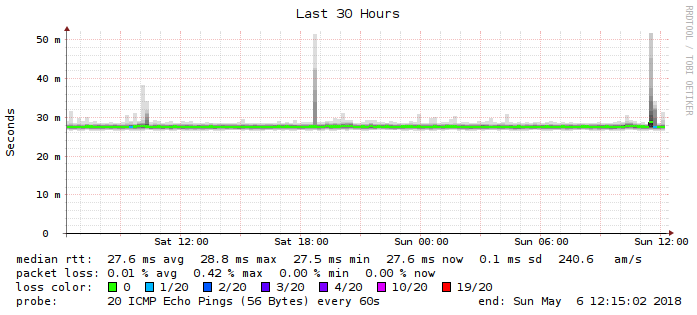 Last 30 Hours
RRDTOOL / TOBI OETIKER
Seconds
50 m
40 m
30 m
20 m
10 m
0
Sat 12:00 Sat 18:00 Sun 00:00 Sun 06:00 Sun 12:00
median rtt: 27.6 ms avg 28.8 ms max 27.5 ms min 27.6 ms now 0.1 ms sd 240.6 am/s
packet loss: 0.01 % avg 0.42 % max 0.00 % min 0.00 % now
loss color: 0 1/20 2/20 3/20 4/20 10/20 19/20
probe: 20 ICMP Echo Pings (56 Bytes) every 60s end: Sun May 6 12:15:02 2018